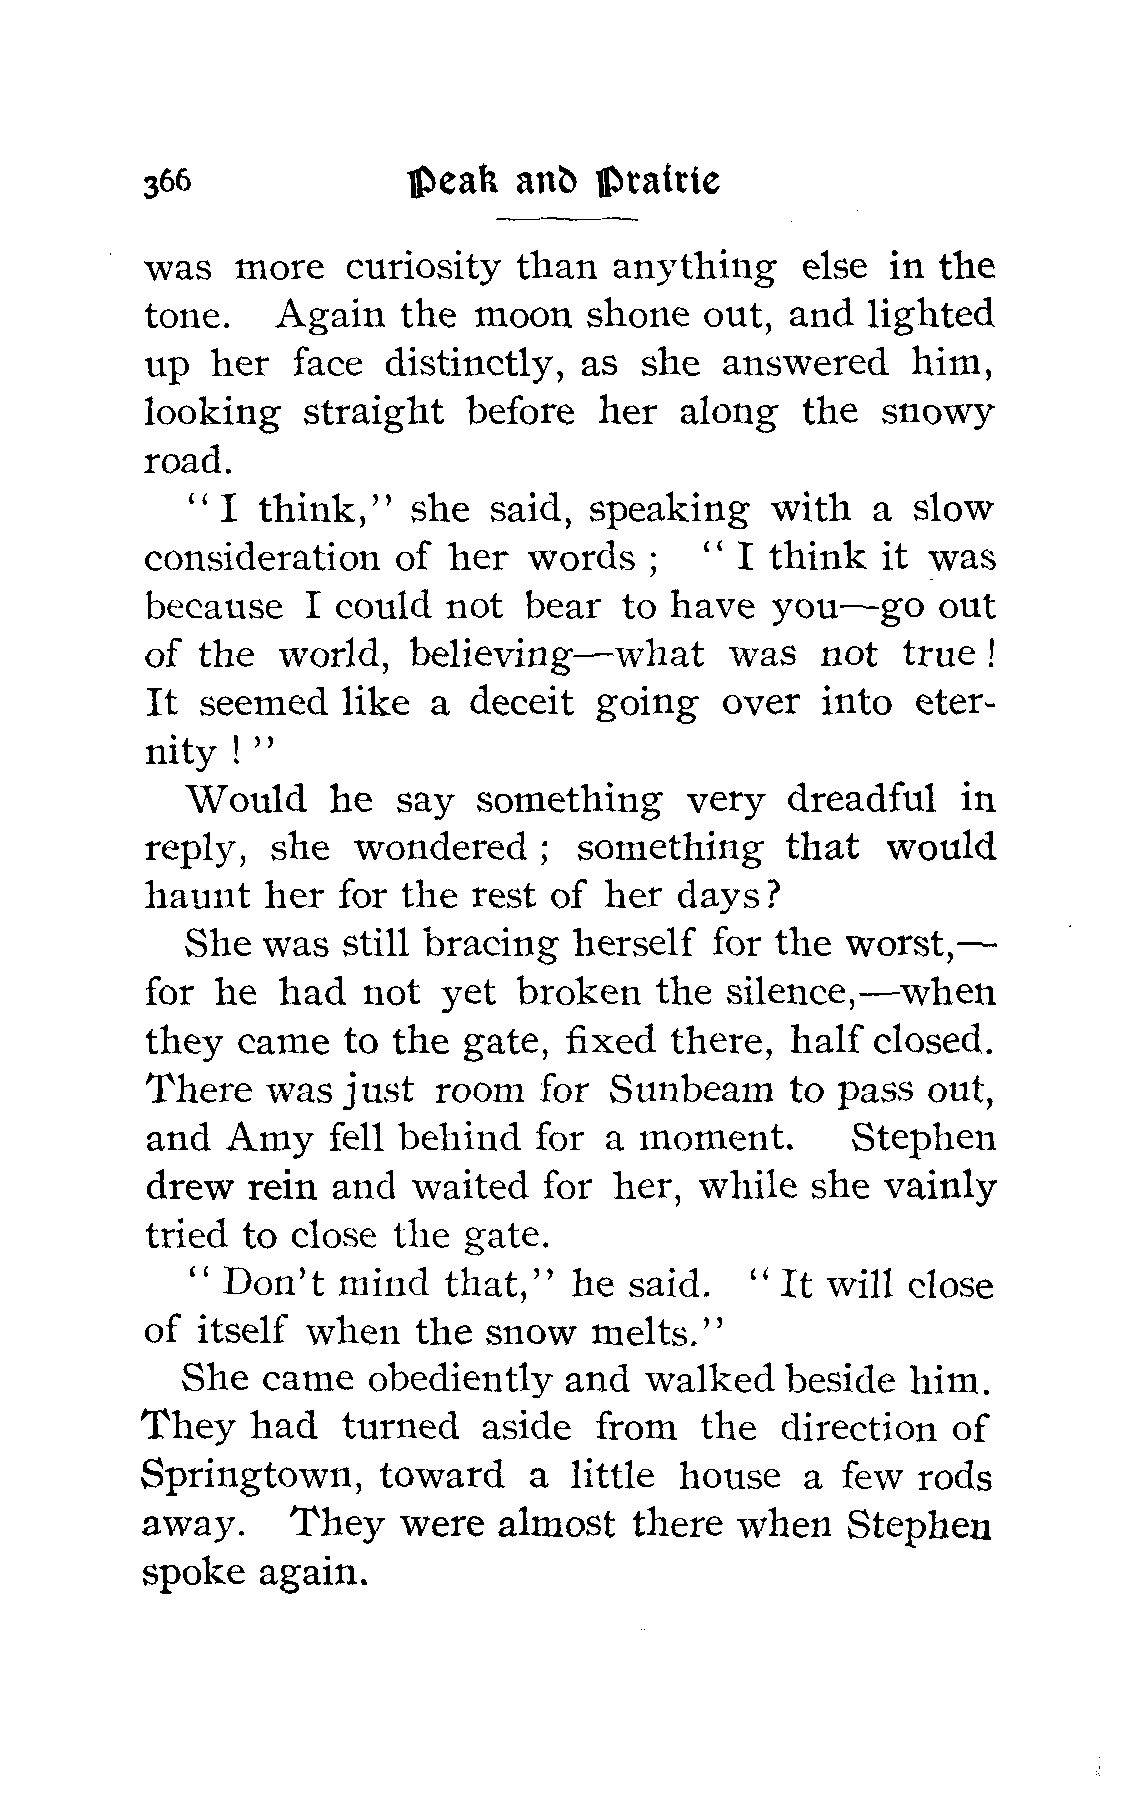 366 Peak and Prairie
was more curiosity than anything else in the
tone. Again the moon shone out, and lighted
up her face distinctly, as she answered him,
looking straight before her along the snowy
road.
“I think,” she said, speaking with a slow
consideration of her words ; “I think it was
because I could not bear to have you—go out
of the world, believing—what was not true !
It seemed like a deceit going over into eter-
nity ! ”
Would he say something very dreadful in
reply, she wondered ; something that would
haunt her for the rest of her days?
She was still bracing herself for the worst,—
for he had not yet broken the silence,—when
they came to the gate, fixed there, half closed.
There was just room for Sunbeam to pass out,
and Amy fell behind for a moment. Stephen
drew rein and waited for her, while she vainly
tried to close the gate.
“Don't mind that,” he said. “It will close
of itself when the snow melts.”
She came obediently and walked beside him.
They had turned aside from the direction of
Springtown, toward a little house a few rods
away. They were almost there when Stephen
spoke again.